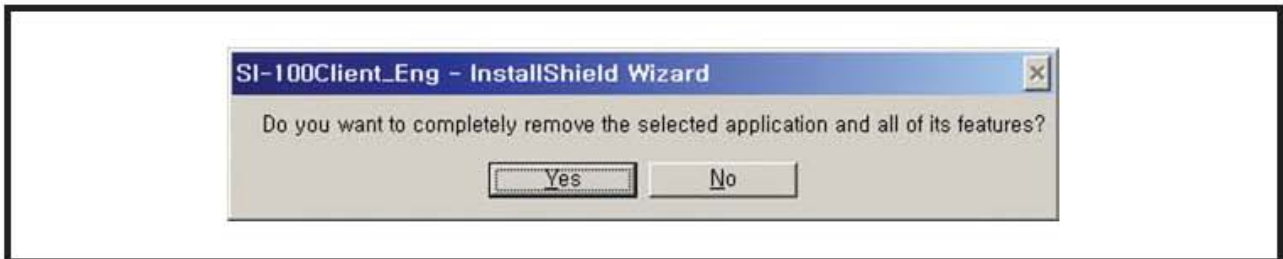 SI-100Client_Eng - InstallShield Wizard
Do you want to completely remove the selected application and all of its features?
Yes
No